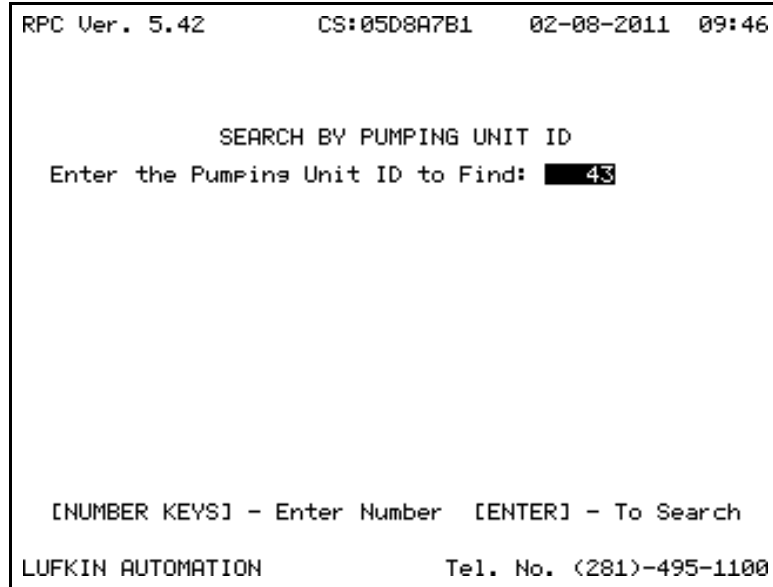 RPC Ver. 5.42 CS:05D8A7B1 02-08-2011 09:46
SEARCH BY PUMPING UNIT ID
Enter the Pumping Unit ID to Find: 43
[NUMBER KEYS] - Enter Number [ENTER] - To Search
LUFKIN AUTOMATION Tel. No. (281)-495-1100